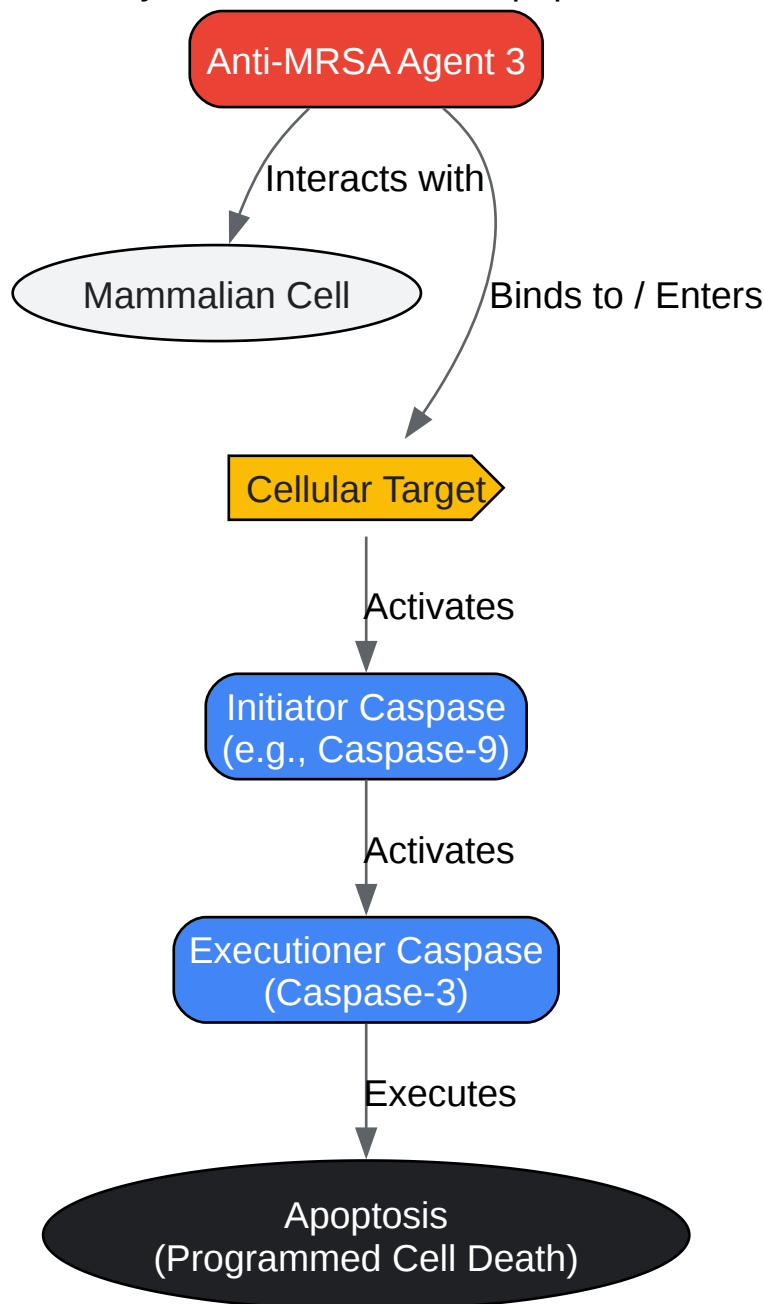 Anti-MRSA Agent 3
Interacts with
Mammalian Cell
Binds to / Enters
Cellular Target
Activates
Initiator Caspase
(e.g., Caspase-9)
Activates
Executioner Caspase
(Caspase-3)
Executes
Apoptosis
(Programmed Cell Death)